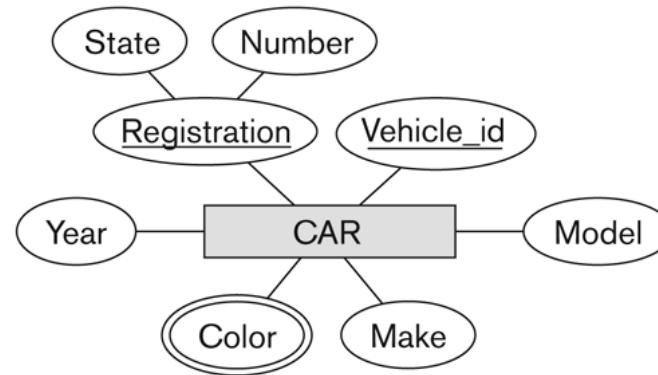 State
Number
Registration
Vehicle_id
Year
CAR
Model
Color
Make